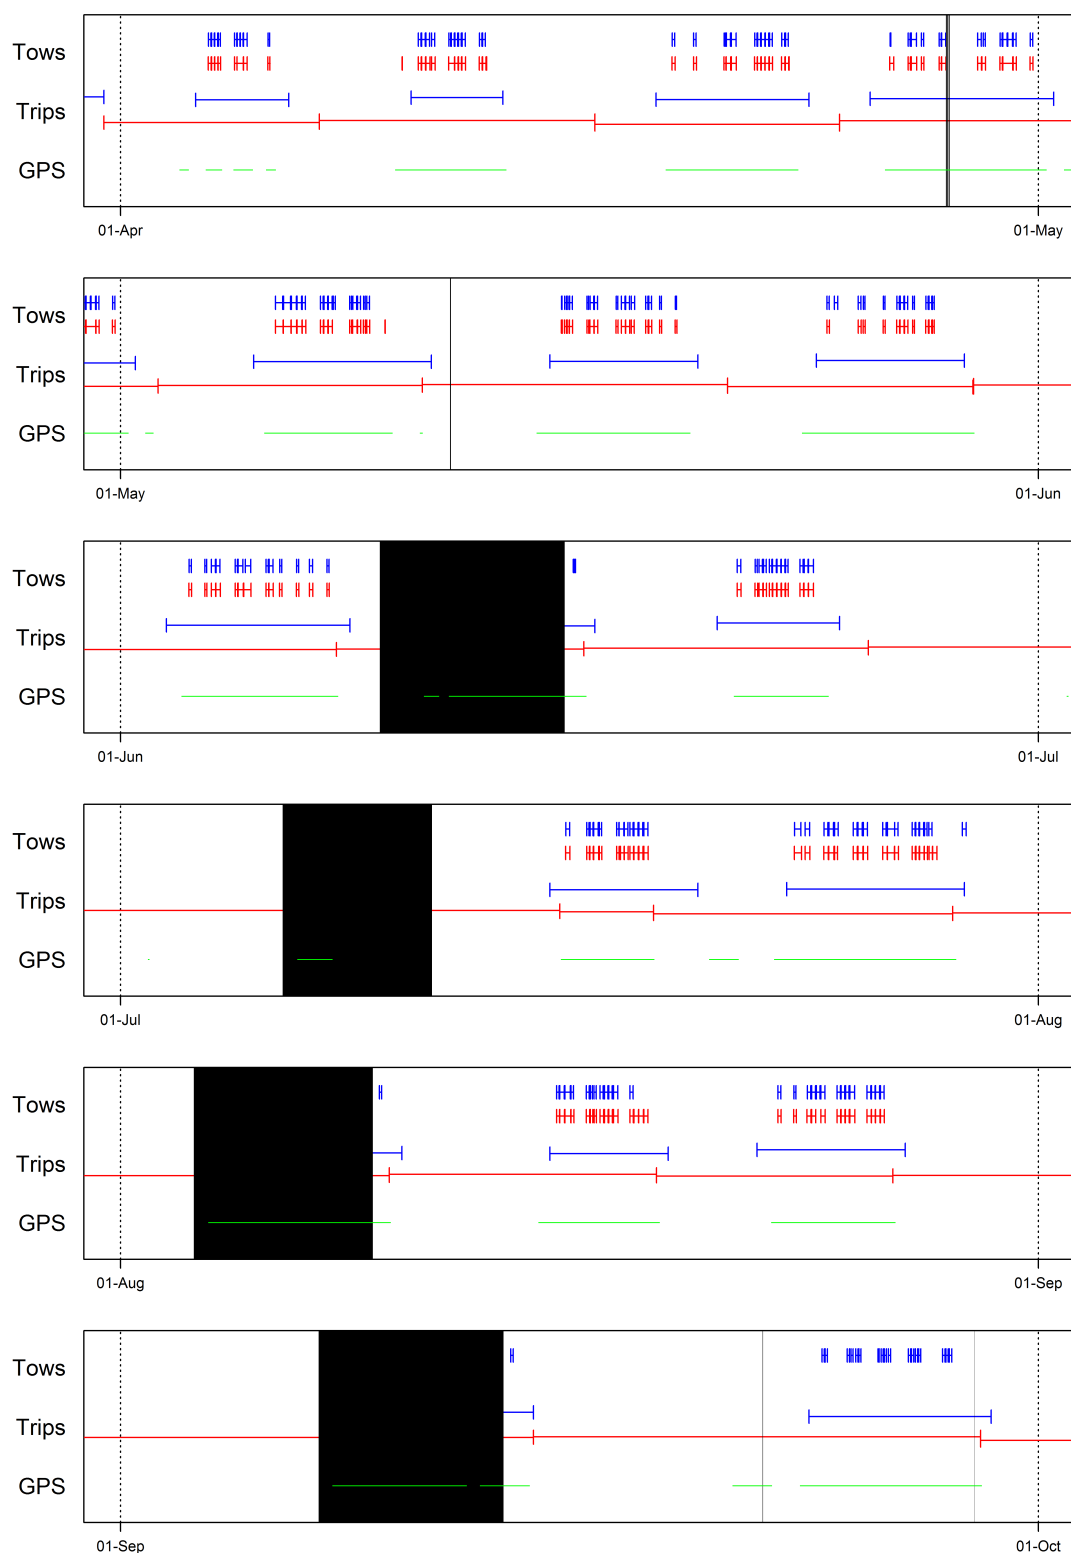 Tows
Trips
GPS
01-Apr 01-May
Tows
Trips
GPS
01-May 01-Jun
Tows
Trips
GPS
01-Jun 01-Jul
Tows
Trips
GPS
01-Jul 01-Aug
Tows
Trips
GPS
01-Aug 01-Sep
Tows
Trips
GPS
01-Sep 01-Oct